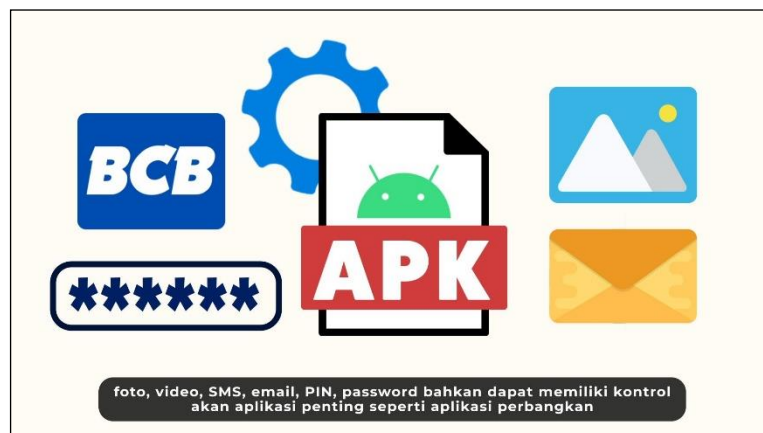 BCB
******
APK
foto, video, SMS, email, PIN, password bahkan dapat memiliki kontrol
akan aplikasi penting seperti aplikasi perbangkan